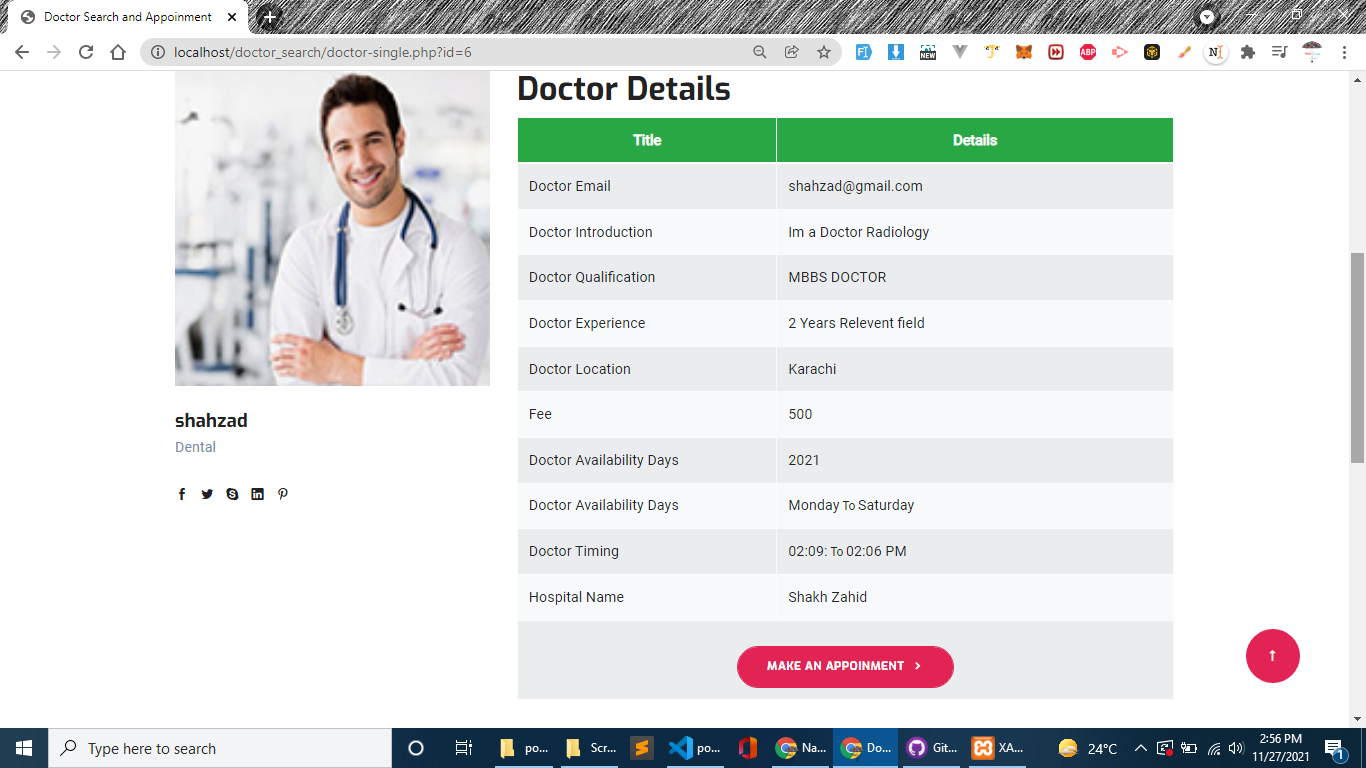 Doctor Search and Appoinment
localhost/doctor_search/doctor-single.php?id=6
NEW
ABP
Doctor Details
Title Details
Doctor Email shahzad@gmail.com
Doctor Introduction Im a Doctor Radiology
Doctor Qualification MBBS DOCTOR
Doctor Experience 2 Years Relevent field
Doctor Location Karachi
Fee 500
Doctor Availability Days 2021
Doctor Availability Days Monday To Saturday
Doctor Timing 02:09: To 02:06 PM
Hospital Name Shakh Zahid
MAKE AN APPOINMENT
shahzad
Dental
Type here to search
po...
Scr...
po...
Na...
Do...
Git...
XA...
24°C
2:56 PM
11/27/2021
1